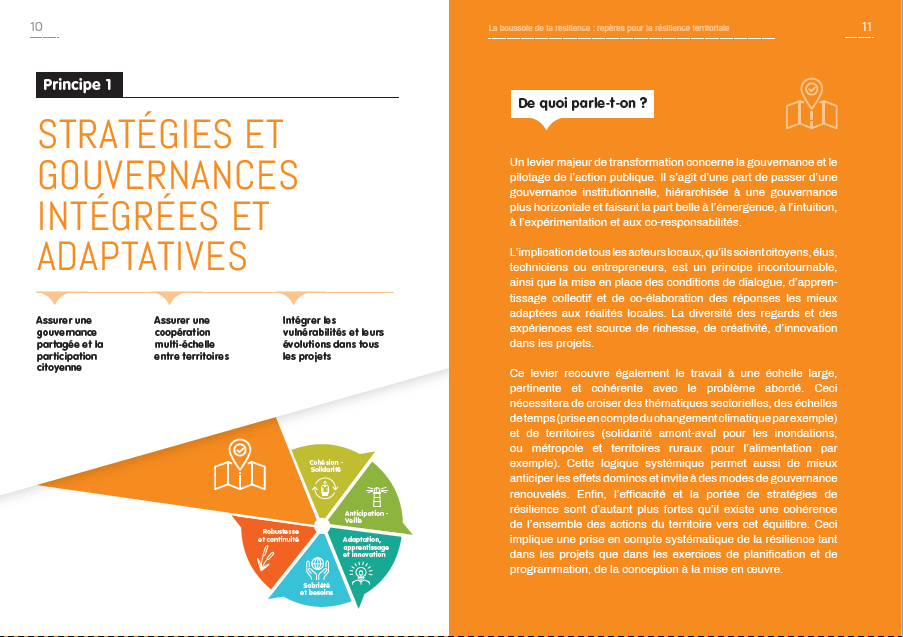 10
Principe 1
STRATÉGIES ET
GOUVERNANCES
INTÉGRÉES ET
ADAPTATIVES
Assurer une
gouvernance
partagée et la
participation
citoyenne
Assurer une
coopération
multi-échelle
entre territoires
Intégrer les
vulnérabilités et leurs
évolutions dans tous
les projets
Cohésion -
Solidarité
Anticipation -
Veille
Adaptation,
apprentissage
et innovation
Sobriété
et besoins
Robustesse
et continuité
La boussole de la resilience : repères pour la résilience territoriale
11
De quoi parle-t-on ?
Un levier majeur de transformation concerne la gouvernance et le
pilotage de l'action publique. Il s'agit d'une part de passer d'une
gouvernance institutionnelle, hiérarchisée à une gouvernance
plus horizontale et faisant la part belle à l'émergence, à l'intuition,
à l'expérimentation et aux co-responsabilités.
L'implication de tous les acteurs locaux, qu'ils soient citoyens, élus,
techniciens ou entrepreneurs, est un principe incontournable,
ainsi que la mise en place des conditions de dialogue, d'appren-
tissage collectif et de co-élaboration des réponses les mieux
adaptées aux réalités locales. La diversité des regards et des
expériences est source de richesse, de créativité, d'innovation
dans les projets.
Ce levier recouvre également le travail à une échelle large,
pertinente et cohérente avec le problème abordé. Ceci
nécessitera de croiser des thématiques sectorielles, des échelles
de temps (prise en compte du changement climatique par exemple)
et de territoires (solidarité amont-aval pour les inondations,
ou métropole et territoires ruraux pour l'alimentation par
exemple). Cette logique systémique permet aussi de mieux
anticiper les effets dominos et invite à des modes de gouvernance
renouvelés. Enfin, l'efficacité et la portée de stratégies de
résilience sont d'autant plus fortes qu'il existe une cohérence
de l'ensemble des actions du territoire vers cet équilibre. Ceci
implique une prise en compte systématique de la résilience tant
dans les projets que dans les exercices de planification et de
programmation, de la conception à la mise en œuvre.